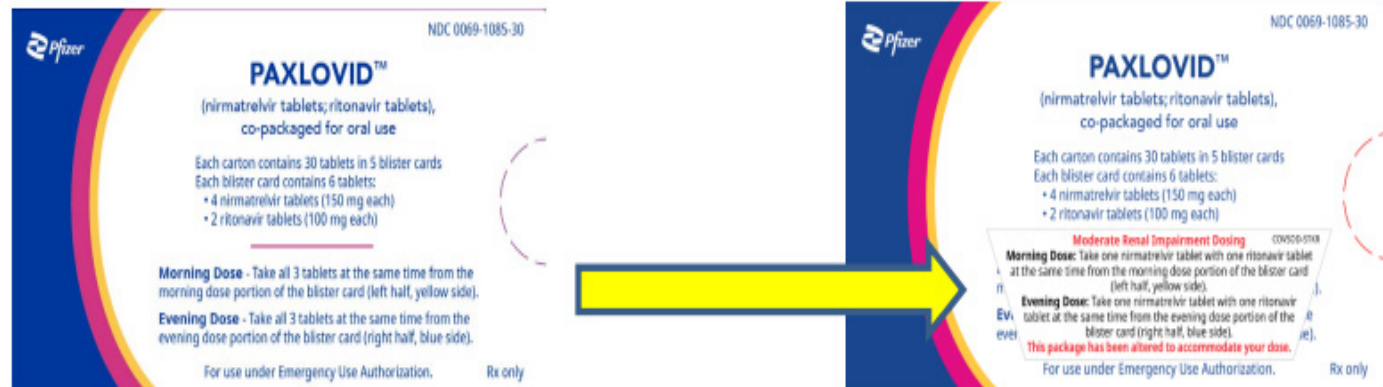 Pfizer
NDC 0069-1085-30
PAXLOVID™
(nirmatrelvir tablets; ritonavir tablets),
co-packaged for oral use
Each carton contains 30 tablets in 5 blister cards
Each blister card contains 6 tablets:
• 4 nirmatrelvir tablets (150 mg each)
• 2 ritonavir tablets (100 mg each)
Morning Dose - Take all 3 tablets at the same time from the
morning dose portion of the blister card (left half, yellow side).
Evening Dose - Take all 3 tablets at the same time from the
evening dose portion of the blister card (right half, blue side).
For use under Emergency Use Authorization. Rx only
Pfizer
NDC 0069-1085-30
PAXLOVID™
(nirmatrelvir tablets; ritonavir tablets),
co-packaged for oral use
Each carton contains 30 tablets in 5 blister cards
Each blister card contains 6 tablets:
• 4 nirmatrelvir tablets (150 mg each)
• 2 ritonavir tablets (100 mg each)
Moderate Renal Impairment Dosing
Morning Dose: Take one nirmatrelvir tablet with one ritonavir tablet
at the same time from the morning dose portion of the blister card
(left half, yellow side).
Evening Dose: Take one nirmatrelvir tablet with one ritonavir
tablet at the same time from the evening dose portion of the
blister card (right half, blue side).
This package has been altered to accommodate your dose.
For use under Emergency Use Authorization. Rx only